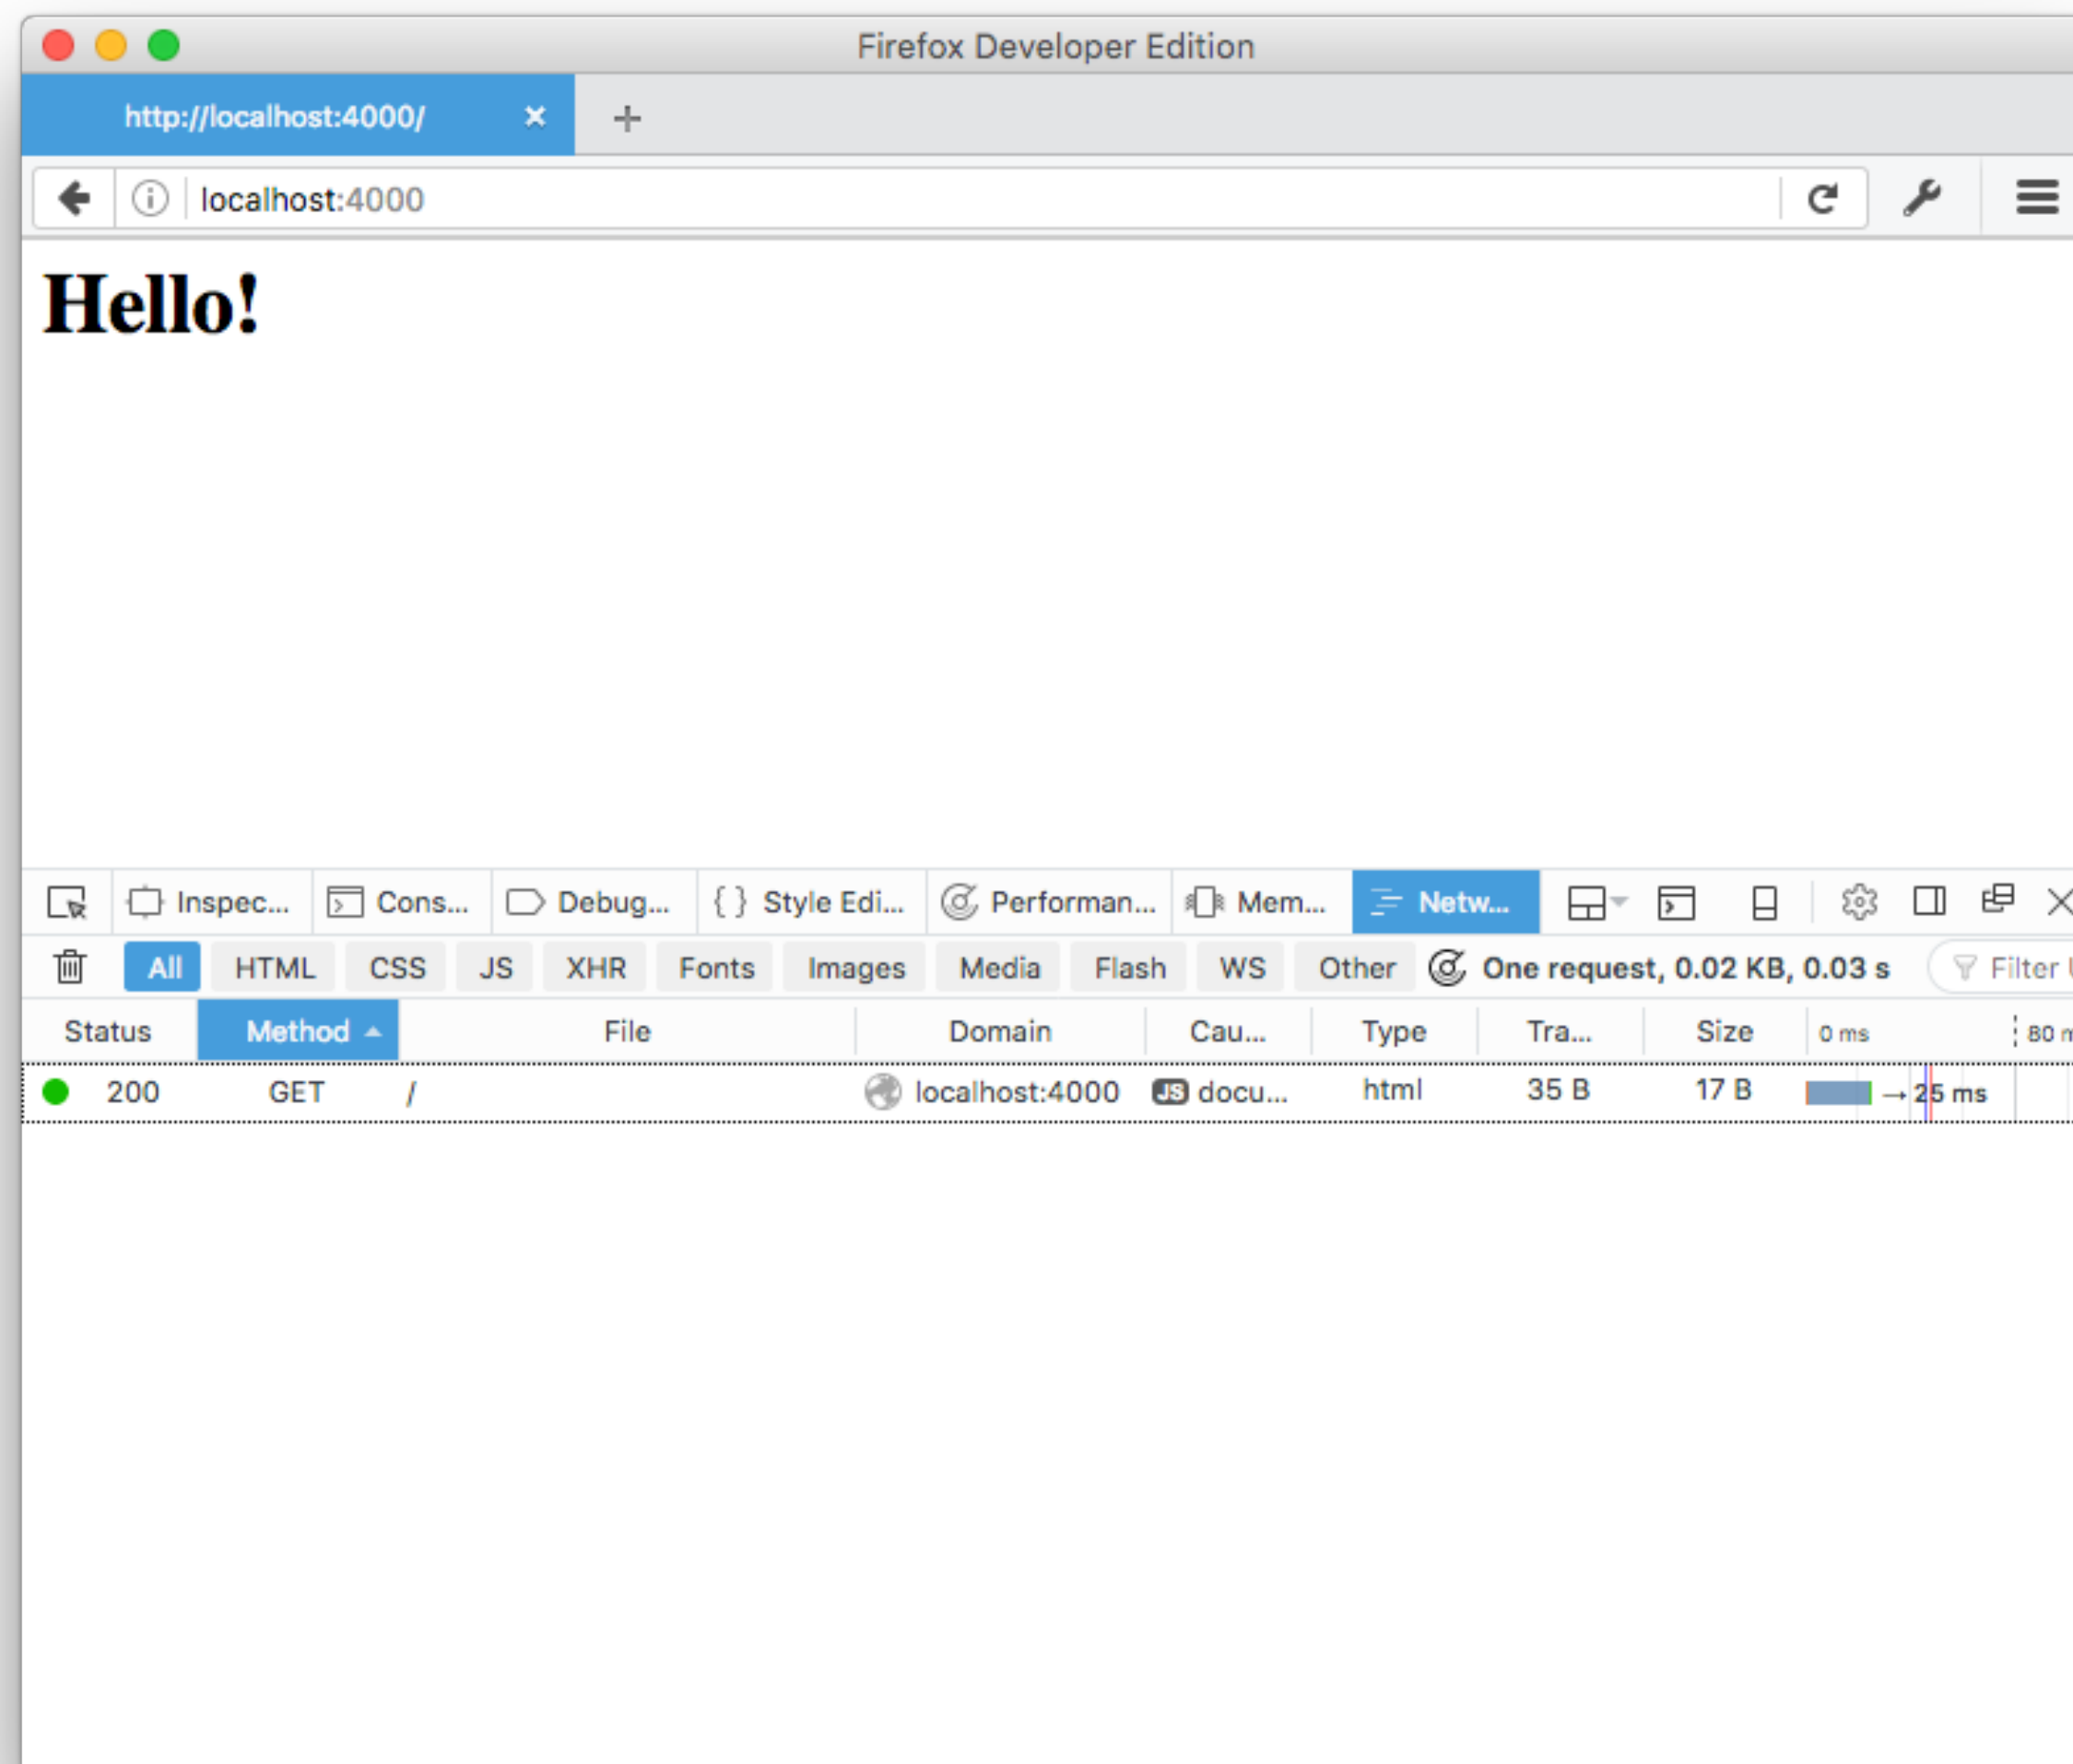 Firefox Developer Edition
http://localhost:4000/
localhost:4000
Hello!
Inspec... Cons... Debug... { } Style Edi... Performan... Mem... Netw...
All HTML CSS JS XHR Fonts Images Media Flash WS Other One request, 0.02 KB, 0.03 s Filter
Status Method File Domain Cau... Type Tra... Size 0 ms 80
200 GET / localhost:4000 JS docu... html 35 B 17 B → 25 ms